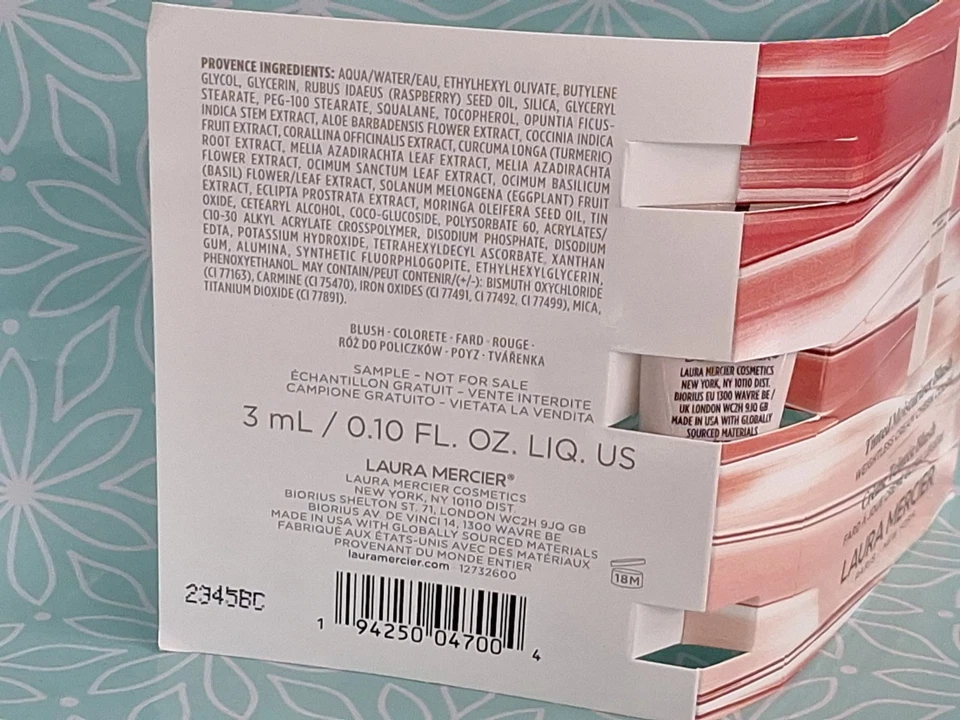 PROVENCE INGREDIENTS: AQUA/WATER/EAU, ETHYLHEXYL OLIVATE, BUTYLENE
GLYCOL, GLYCERIN, RUBUS IDAEUS (RASPBERRY) SEED OIL, SILICA, GLYCERYL
STEARATE, PEG-100 STEARATE, SQUALANE, TOCOPHEROL, OPUNTIA FICUS-
INDICA STEM EXTRACT, ALOE BARBADENSIS FLOWER EXTRACT, COCCINIA INDICA
FRUIT EXTRACT, CORALLINA OFFICINALIS EXTRACT, CURCUMA LONGA (TURMERIC)
ROOT EXTRACT, MELIA AZADIRACHTA LEAF EXTRACT, MELIA AZADIRACHTA
FLOWER EXTRACT, OCIMUM SANCTUM LEAF EXTRACT, OCIMUM BASILICUM
(BASIL) FLOWER/LEAF EXTRACT, SOLANUM MELONGENA (EGGPLANT) FRUIT
EXTRACT, ECLIPTA PROSTRATA EXTRACT, MORINGA OLEIFERA SEED OIL, TIN
OXIDE, CETEARYL ALCOHOL, COCO-GLUCOSIDE, POLYSORBATE 60, ACRYLATES/
C10-30 ALKYL ACRYLATE CROSSPOLYMER, DISODIUM PHOSPHATE, DISODIUM
EDTA, POTASSIUM HYDROXIDE, TETRAHEXYLDECYL ASCORBATE, XANTHAN
GUM, ALUMINA, SYNTHETIC FLUORPHLOGOPITE, ETHYLHEXYLGLYCERIN,
PHENOXYETHANOL. MAY CONTAIN/PEUT CONTENIR/(+/-): BISMUTH OXYCHLORIDE
(CI 77163), CARMINE (CI 75470), IRON OXIDES (CI 77491, CI 77492, CI 77499), MICA,
TITANIUM DIOXIDE (CI 77891).
BLUSH · COLORETE · FARD · ROUGE ·
RÓŻ DO POLICZKÓW · ΡΟΥΖ · TVÁŘENKA
SAMPLE – NOT FOR SALE
ÉCHANTILLON GRATUIT – VENTE INTERDITE
CAMPIONE GRATUITO – VIETATA LA VENDITA
3 mL / 0.10 FL. OZ. LIQ. US
LAURA MERCIER®
LAURA MERCIER COSMETICS
NEW YORK, NY 10110 DIST.
BIORIUS SHELTON ST. 71, LONDON WC2H 9JQ GB
BIORIUS AV. DE VINCI 14, 1300 WAVRE BE
MADE IN USA WITH GLOBALLY SOURCED MATERIALS
FABRIQUÉ AUX ÉTATS-UNIS AVEC DES MATÉRIAUX
PROVENANT DU MONDE ENTIER
lauramercier.com · 12732600
18M
2345BC
1 94250 04700 4
LAURA MERCIER COSMETICS
NEW YORK, NY 10110 DIST.
BIORIUS EU 1300 WAVRE BE /
UK LONDON WC2H 9JQ GB
MADE IN USA WITH GLOBALLY
SOURCED MATERIALS
Tinted Moisturizer Blush
WEIGHTLESS
LAURA MERCIER